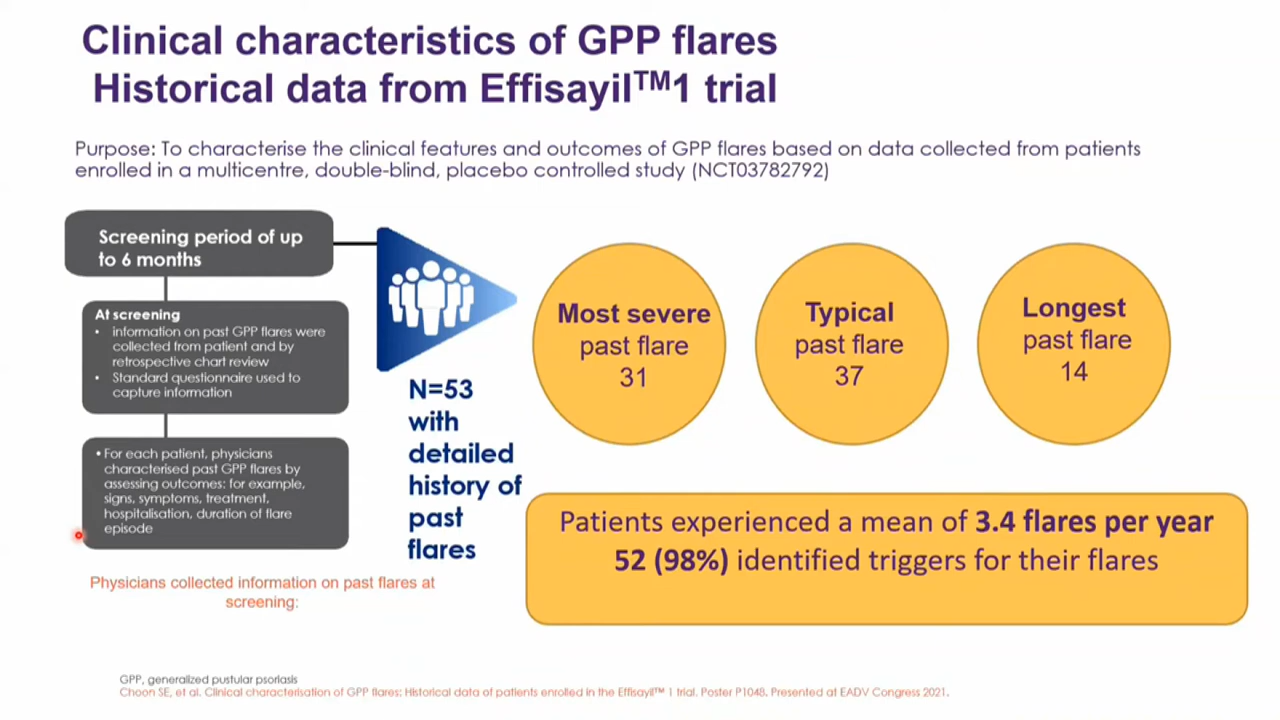 Clinical characteristics of GPP flares
Historical data from Effisayil™1 trial
Purpose: To characterise the clinical features and outcomes of GPP flares based on data collected from patients
enrolled in a multicentre, double-blind, placebo controlled study (NCT03782792)
Screening period of up
to 6 months
At screening
• information on past GPP flares were
collected from patient and by
retrospective chart review
• Standard questionnaire used to
capture information
• For each patient, physicians
characterised past GPP flares by
assessing outcomes: for example,
signs, symptoms, treatment,
hospitalisation, duration of flare
episode
Physicians collected information on past flares at
screening:
N=53
with
detailed
history of
past
flares
Most severe
past flare
31
Typical
past flare
37
Longest
past flare
14
Patients experienced a mean of 3.4 flares per year
52 (98%) identified triggers for their flares
GPP, generalized pustular psoriasis
Choon SE, et al. Clinical characterisation of GPP flares: Historical data of patients enrolled in the Effisayil™ 1 trial. Poster P1048. Presented at EADV Congress 2021.